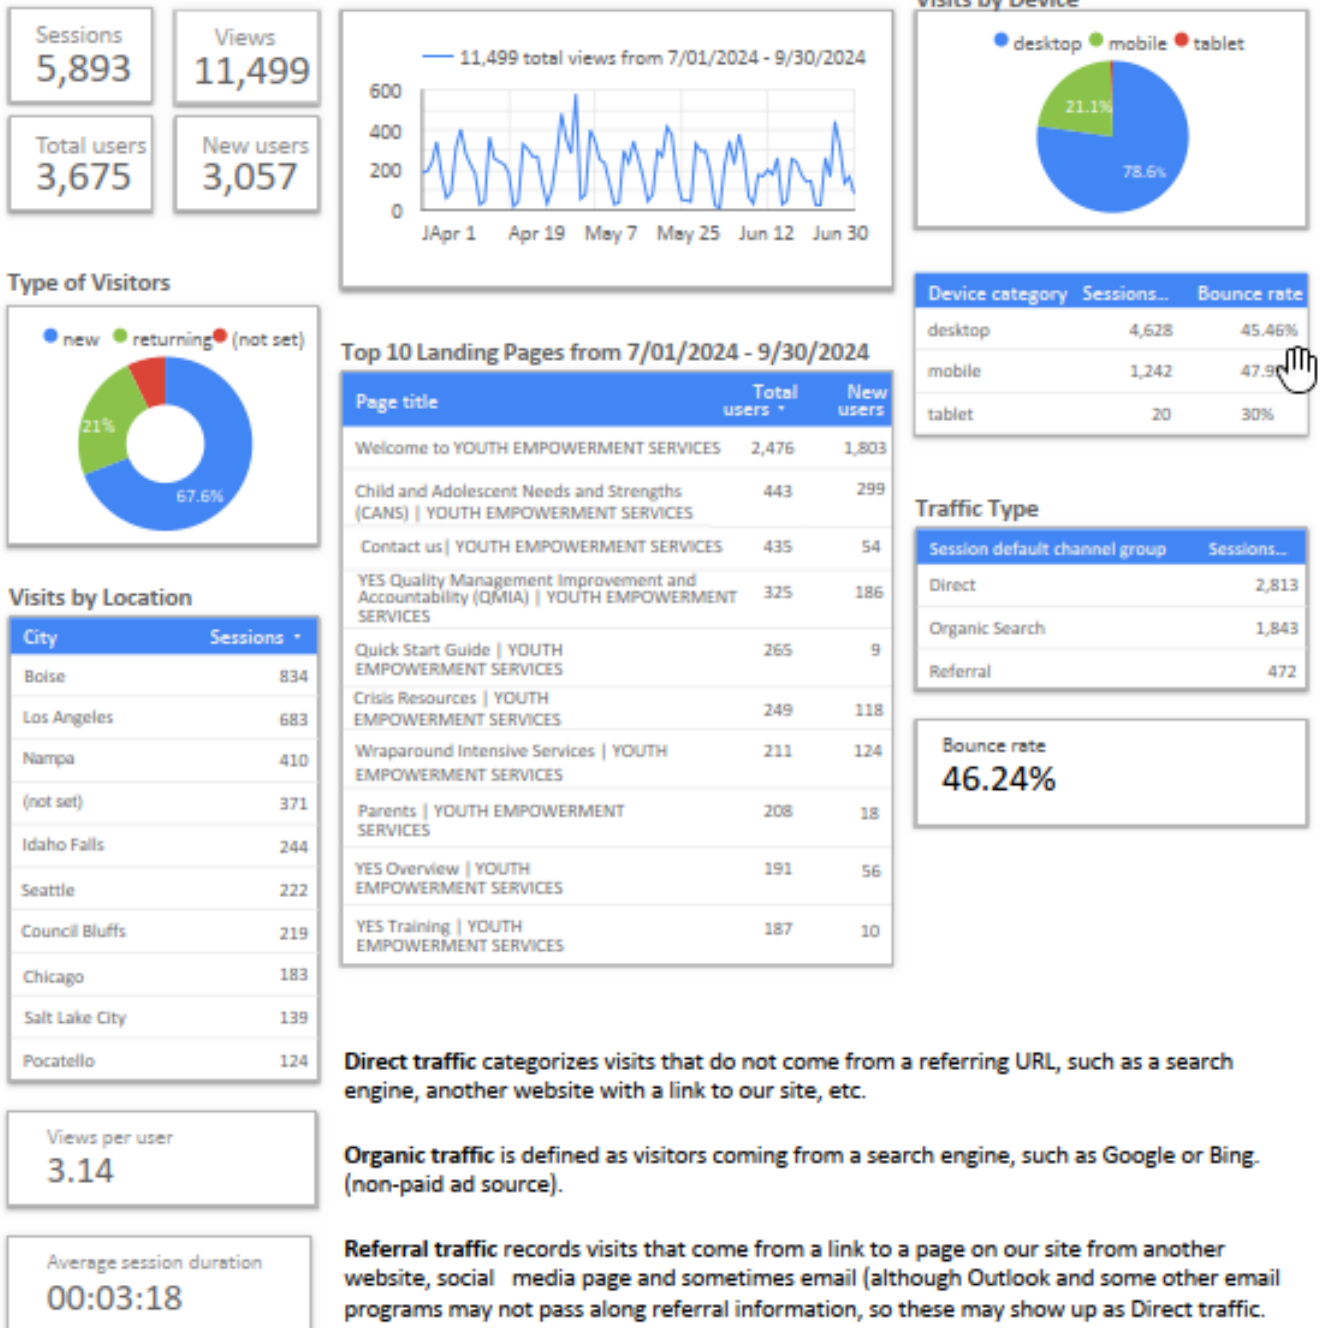 Sessions
5,893
Views
11,499
Total users
3,675
New users
3,057
11,499 total views from 7/01/2024 - 9/30/2024
600
400
200
0
JApr 1 Apr 19 May 7 May 25 Jun 12 Jun 30
Visits by Device
desktop mobile tablet
21.1%
78.6%
Type of Visitors
new returning (not set)
21%
67.6%
Device category Sessions... Bounce rate
desktop 4,628 45.46%
mobile 1,242
tablet 20 30%
Top 10 Landing Pages from 7/01/2024 - 9/30/2024
Page title Total users New users
Welcome to YOUTH EMPOWERMENT SERVICES 2,476 1,803
Child and Adolescent Needs and Strengths
(CANS) | YOUTH EMPOWERMENT SERVICES 443 299
Contact us| YOUTH EMPOWERMENT SERVICES 435 54
YES Quality Management Improvement and
Accountability (QMIA) | YOUTH EMPOWERMENT 325 186
SERVICES
Quick Start Guide | YOUTH 265 9
EMPOWERMENT SERVICES
Crisis Resources | YOUTH
EMPOWERMENT SERVICES 249 118
Wraparound Intensive Services | YOUTH 211 124
EMPOWERMENT SERVICES
Parents | YOUTH EMPOWERMENT 208 18
SERVICES
YES Overview | YOUTH 191 56
EMPOWERMENT SERVICES
YES Training | YOUTH 187 10
EMPOWERMENT SERVICES
Traffic Type
Session default channel group Sessions...
Direct 2,813
Organic Search 1,843
Referral 472
Bounce rate
46.24%
Visits by Location
City Sessions
Boise 834
Los Angeles 683
Nampa 410
(not set) 371
Idaho Falls 244
Seattle 222
Council Bluffs 219
Chicago 183
Salt Lake City 139
Pocatello 124
Views per user
3.14
Average session duration
00:03:18
Direct traffic categorizes visits that do not come from a referring URL, such as a search
engine, another website with a link to our site, etc.
Organic traffic is defined as visitors coming from a search engine, such as Google or Bing.
(non-paid ad source).
Referral traffic records visits that come from a link to a page on our site from another
website, social media page and sometimes email (although Outlook and some other email
programs may not pass along referral information, so these may show up as Direct traffic.